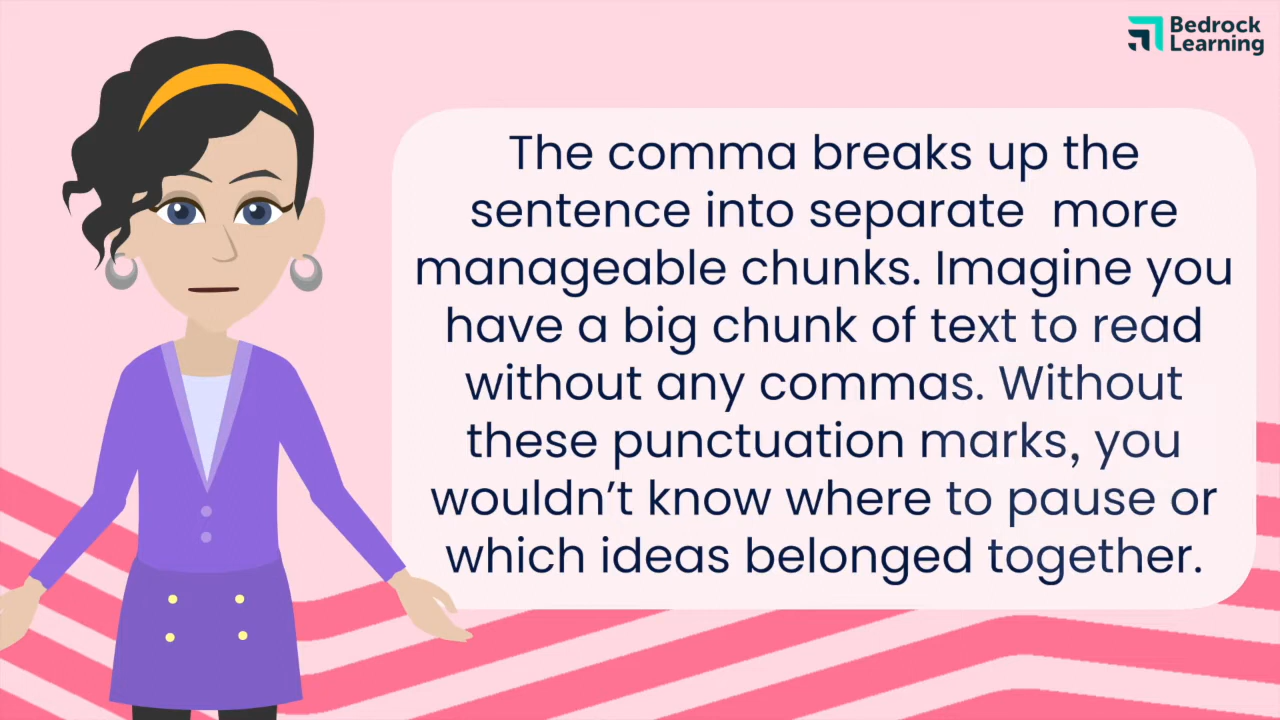 Bedrock
Learning
The comma breaks up the
sentence into separate  more
manageable chunks. Imagine you
have a big chunk of text to read
without any commas. Without
these punctuation marks, you
wouldn't know where to pause or
which ideas belonged together.